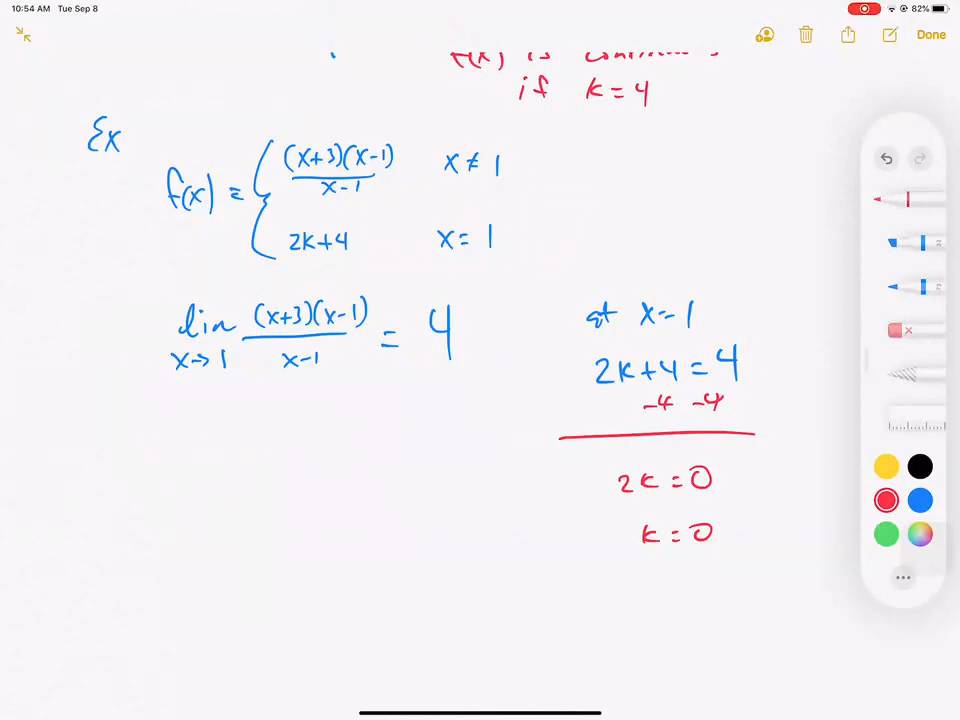 10:54 AM Tue Sep 8
82%
Done
f(x) is
if k = 4
Ex
f(x) = { (x+3)(x-1) / x-1    x ≠ 1
2k+4    x = 1
lim x→1 (x+3)(x-1) / x-1 = 4
at x=1
2k+4 = 4
-4 -4
2k = 0
k = 0